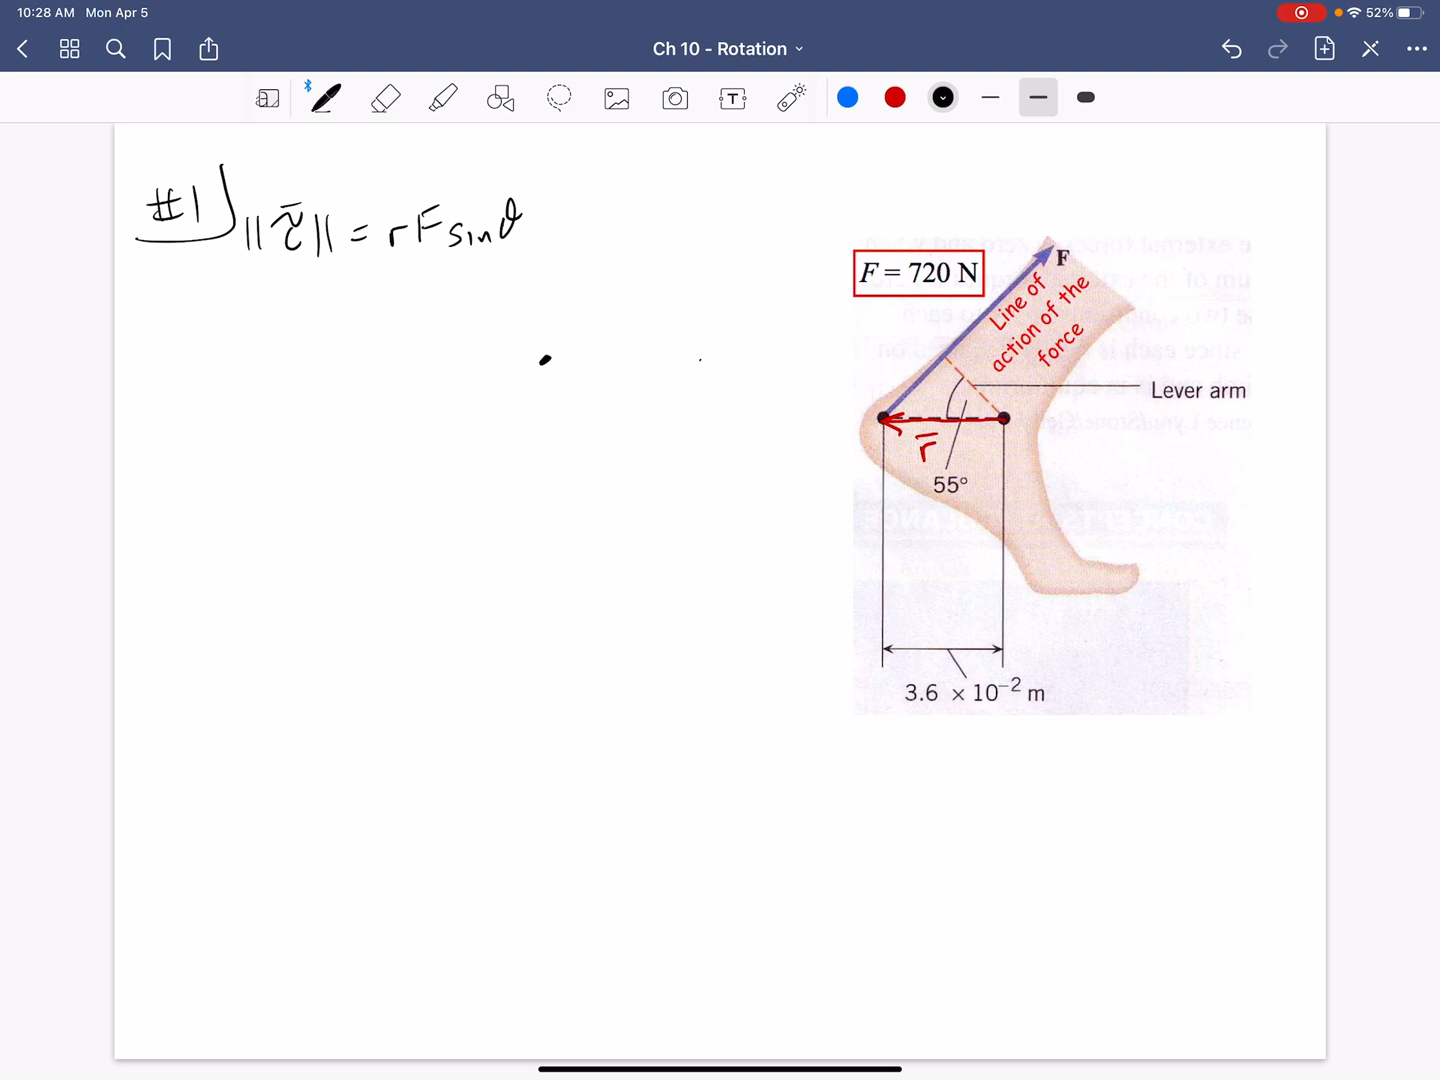 10:28 AM Mon Apr 5
52%
Ch 10 - Rotation
T
#1) ||τ̄|| = rF sin θ
F = 720 N
F
Line of
action of the
force
Lever arm
r̄
55°
3.6 × 10⁻² m